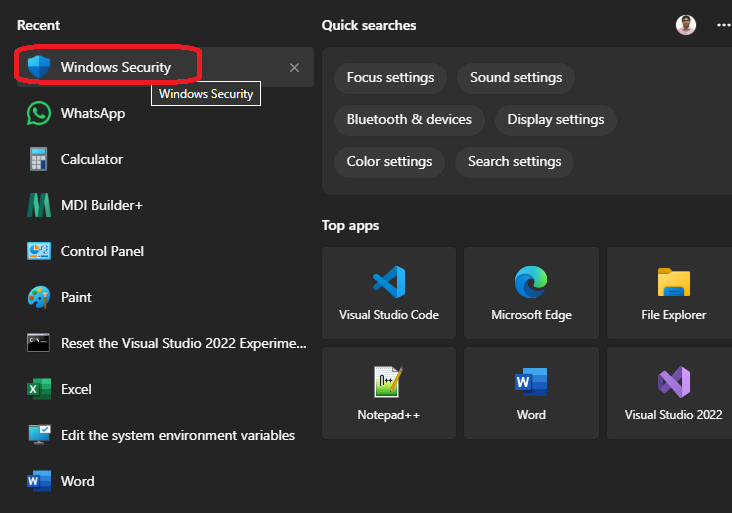 Recent
Windows Security
Windows Security
WhatsApp
Calculator
MDI Builder+
Control Panel
Paint
Reset the Visual Studio 2022 Experime...
Excel
Edit the system environment variables
Word
Quick searches
Focus settings
Sound settings
Bluetooth & devices
Display settings
Color settings
Search settings
Top apps
Visual Studio Code
Microsoft Edge
File Explorer
Notepad++
Word
Visual Studio 2022